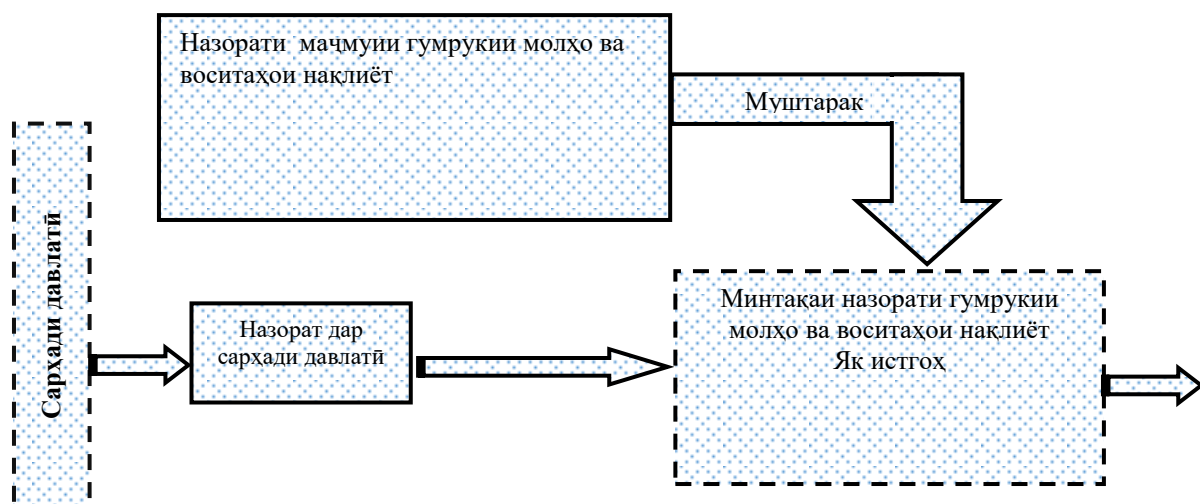 Назорати маҷмуии гумрукии молҳо ва
воситаҳои нақлиёт
Муштарак
Сарҳади давлатӣ
Назорат дар
сарҳади давлатӣ
Минтақаи назорати гумрукии
молҳо ва воситаҳои нақлиёт
Як истгоҳ